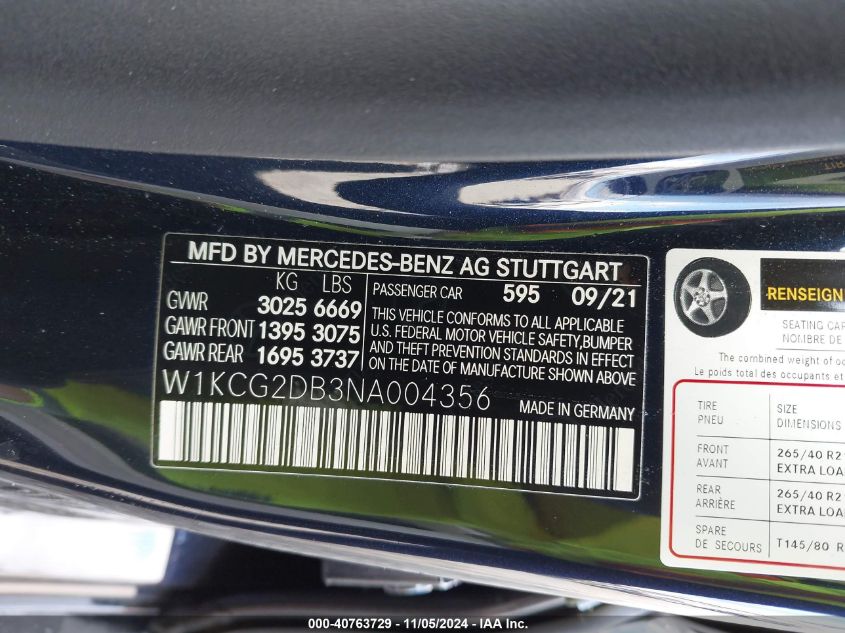 MFD BY MERCEDES-BENZ AG STUTTGART
KG LBS
GVWR 3025 6669
GAWR FRONT 1395 3075
GAWR REAR 1695 3737
PASSENGER CAR 595 09/21
THIS VEHICLE CONFORMS TO ALL APPLICABLE
U.S. FEDERAL MOTOR VEHICLE SAFETY,BUMPER
AND THEFT PREVENTION STANDARDS IN EFFECT
ON THE DATE OF MANUFACTURE SHOWN ABOVE.
W1KCG2DB3NA004356
MADE IN GERMANY
RENSEIGN
SEATING CAP
NOMBRE DE
The combined weight of oc
Le poids total des occupants et
TIRE
PNEU
SIZE
DIMENSIONS
FRONT
AVANT
265/40 R2
EXTRA LOA
REAR
ARRIÈRE
265/40 R2
EXTRA LOA
SPARE
DE SECOURS
T145/80 R
000-40763729 - 11/05/2024 - IAA Inc.